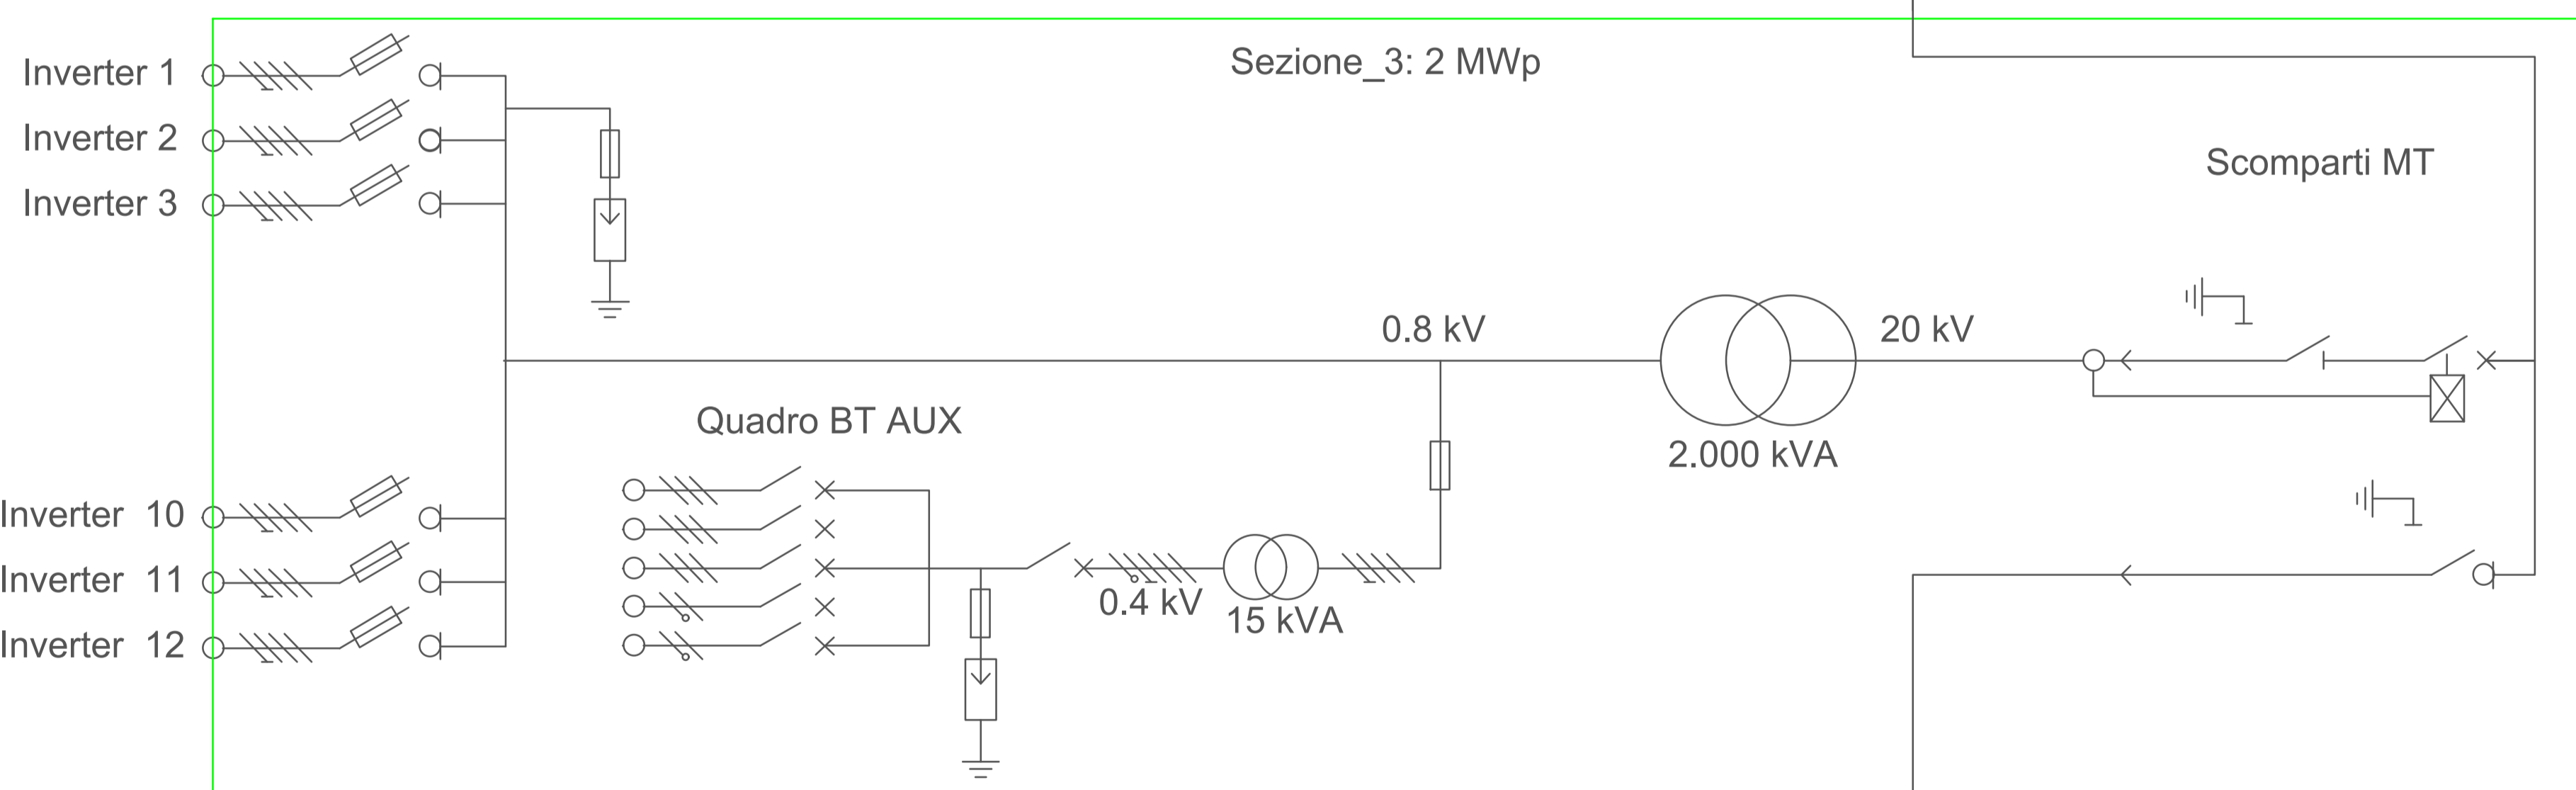 Inverter 1
Sezione_3: 2 MWp
Inverter 2
Inverter 3
Scomparti MT
0.8 kV
20 kV
2.000 kVA
Quadro BT AUX
Inverter 10
Inverter 11
Inverter 12
0.4 kV
15 kVA